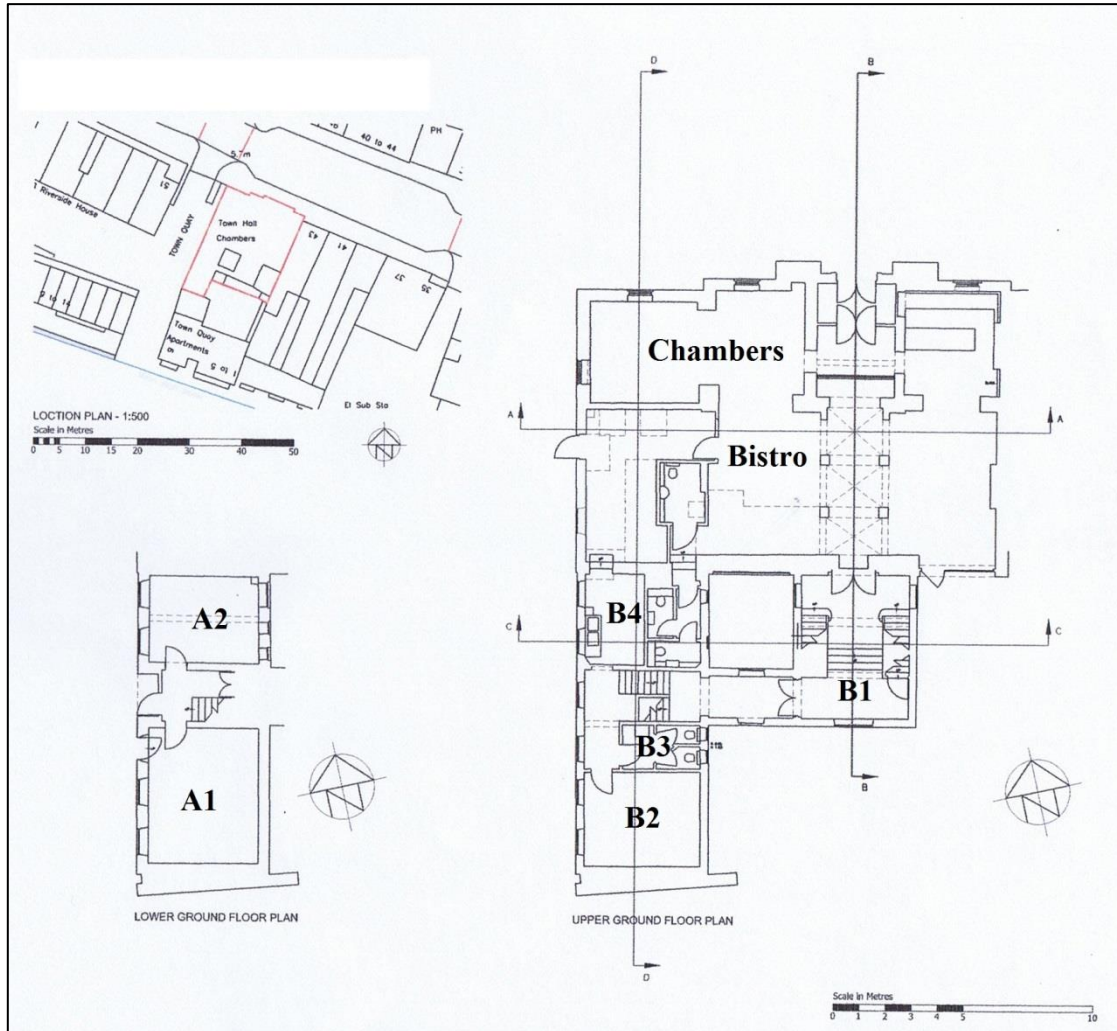 D
B
PH
40 to 44
5.7m
51
Riverside House
TOWN QUAY
Town Hall
Chambers
43
41
37
35
Town Quay
Apartments
1 to 5
El Sub Sta
LOCTION PLAN - 1:500
Scale in Metres
0 5 10 20 30 40 50
N
Chambers
A
A
Bistro
A2
B4
C
C
B1
B3
A1
B2
N
N
B
LOWER GROUND FLOOR PLAN
UPPER GROUND FLOOR PLAN
D
Scale in Metres
0 1 2 3 4 5 10